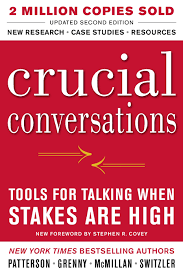 2 MILLION COPIES SOLD
UPDATED SECOND EDITION
NEW RESEARCH • CASE STUDIES • RESOURCES
crucial
conversations
TOOLS FOR TALKING WHEN
STAKES ARE HIGH
NEW FOREWORD BY STEPHEN R. COVEY
NEW YORK TIMES BESTSELLING AUTHORS
PATTERSON • GRENNY • McMILLAN • SWITZLER